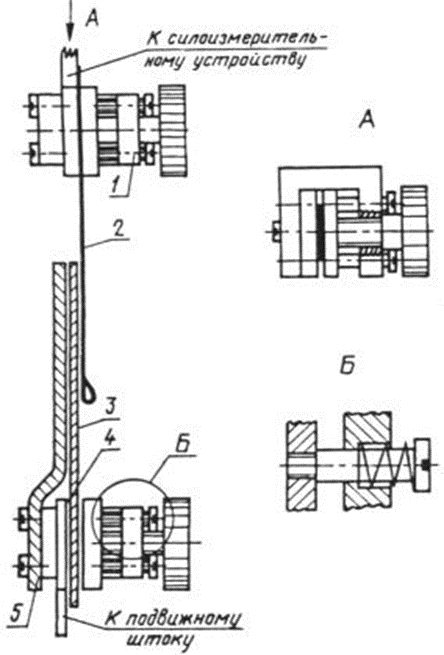 А
К силоизмеритель-
ному устройству
1
А
2
Б
3
4
Б
5
К подвижному
штоку